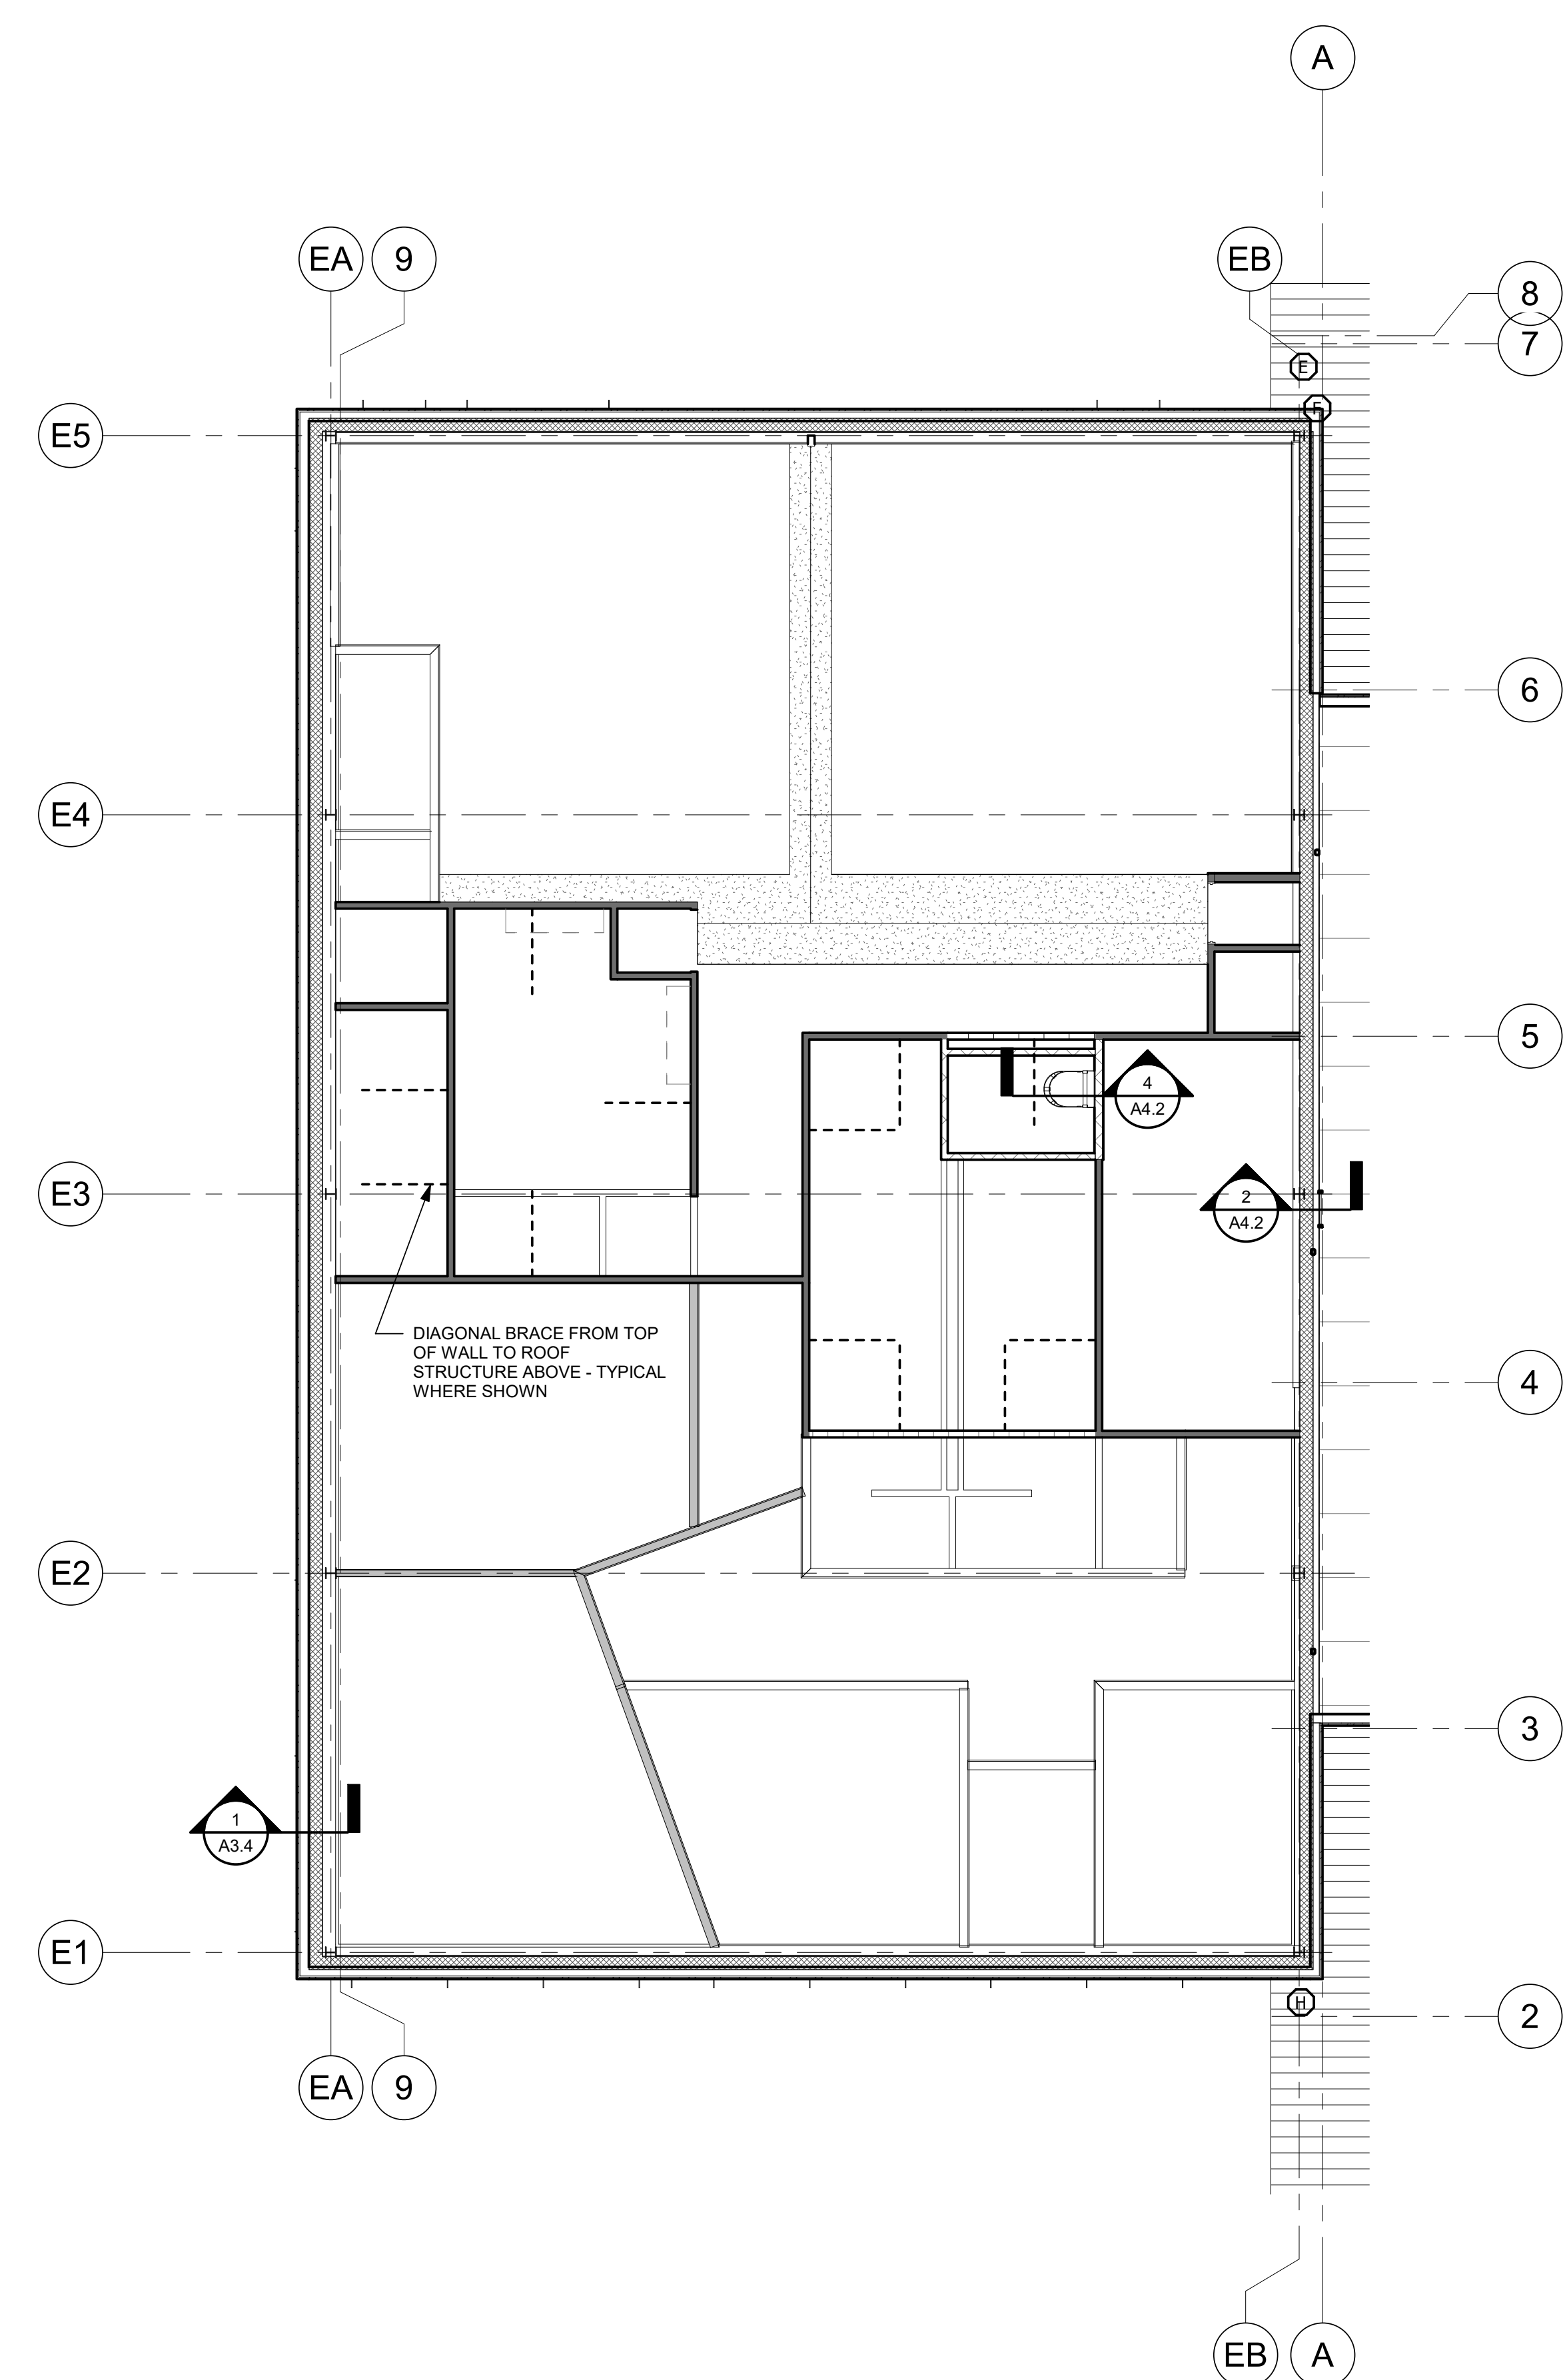 A
EA
9
EB
8
7
E
F
E5
6
E4
5
4
A4.2
E3
2
A4.2
DIAGONAL BRACE FROM TOP
OF WALL TO ROOF
STRUCTURE ABOVE - TYPICAL
WHERE SHOWN
4
E2
3
1
A3.4
E1
H
2
EA
9
EB
A